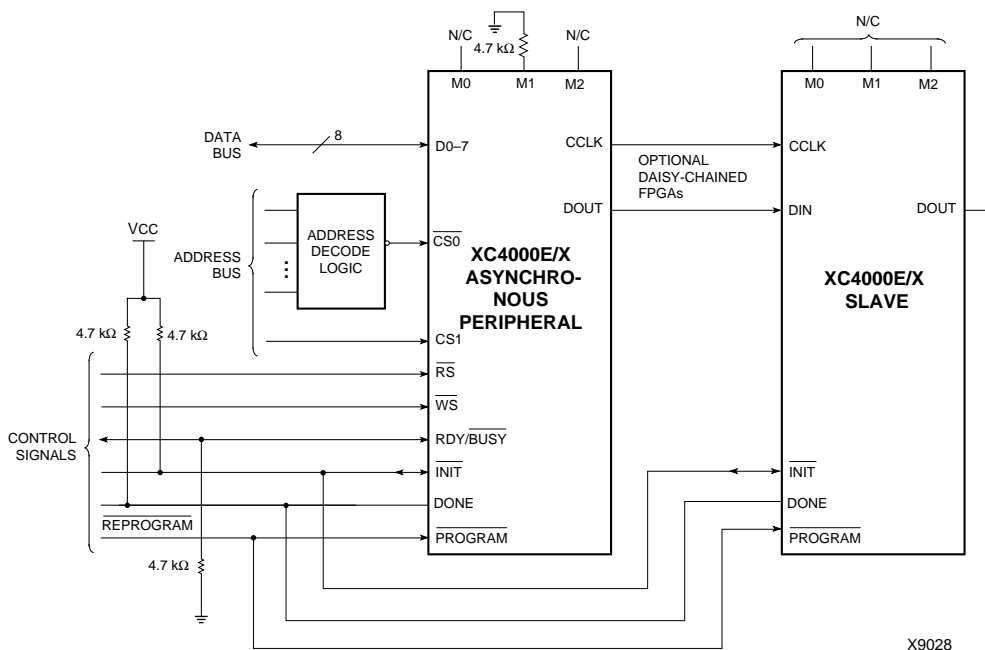 N/C
4.7 kΩ
N/C
N/C
M0
M1
M2
M0
M1
M2
DATA
BUS
8
D0–7
CCLK
CCLK
OPTIONAL
DAISY-CHAINED
FPGAs
DOUT
DIN
DOUT
VCC
ADDRESS
BUS
ADDRESS
DECODE
LOGIC
CS0
XC4000E/X
ASYNCHRO-
NOUS
PERIPHERAL
XC4000E/X
SLAVE
4.7 kΩ
4.7 kΩ
CS1
RS
WS
CONTROL
SIGNALS
RDY/BUSY
INIT
INIT
DONE
DONE
REPROGRAM
PROGRAM
PROGRAM
4.7 kΩ
X9028